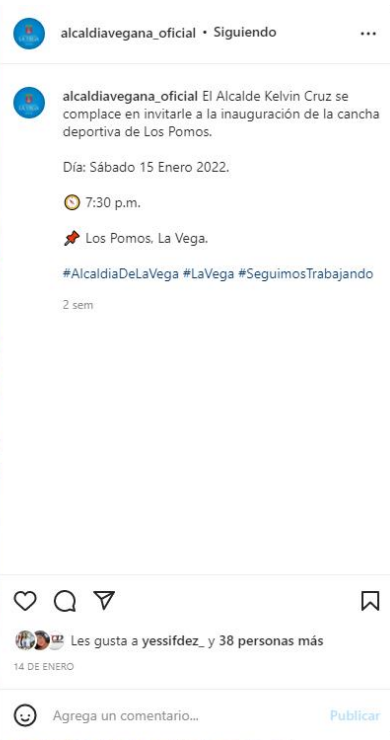 alcaldiavegana_oficial • Siguiendo
alcaldiavegana_oficial El Alcalde Kelvin Cruz se
complace en invitarle a la inauguración de la cancha
deportiva de Los Pomos.
Día: Sábado 15 Enero 2022.
7:30 p.m.
Los Pomos, La Vega.
#AlcaldiaDeLaVega #LaVega #SeguimosTrabajando
2 sem
Les gusta a yessifdez_ y 38 personas más
14 DE ENERO
Agrega un comentario...
Publicar